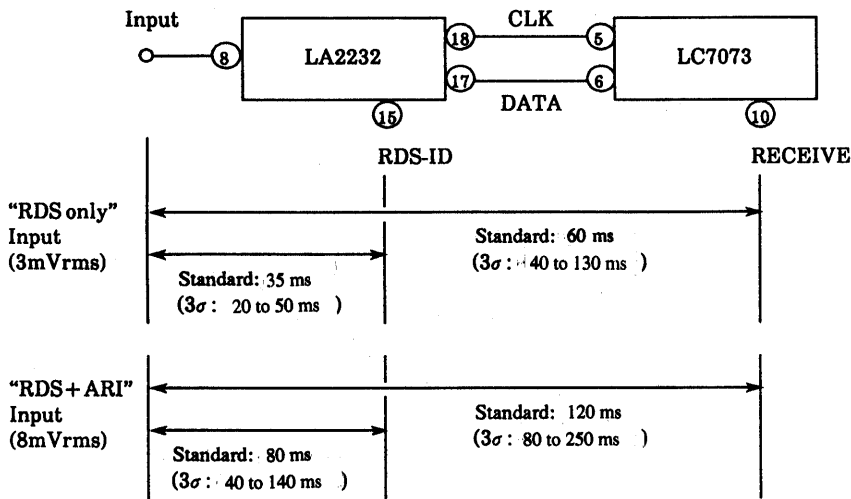 Input
CLK
8
LA2232
18
5
LC7073
17
6
DATA
15
10
RDS-ID
RECEIVE
"RDS only"
Input
(3mVrms)
Standard: 60 ms
(3σ: 40 to 130 ms )
Standard: 35 ms
(3σ: 20 to 50 ms )
"RDS+ARI"
Input
(8mVrms)
Standard: 120 ms
(3σ: 80 to 250 ms )
Standard: 80 ms
(3σ: 40 to 140 ms )